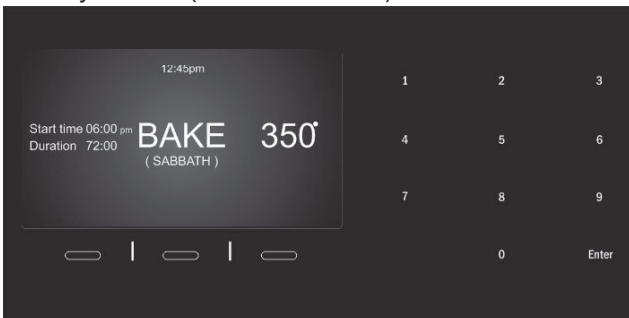 12:45pm
Start time 06:00 pm BAKE 350°
Duration 72:00
( SABBATH )
1 2 3
4 5 6
7 8 9
0 Enter